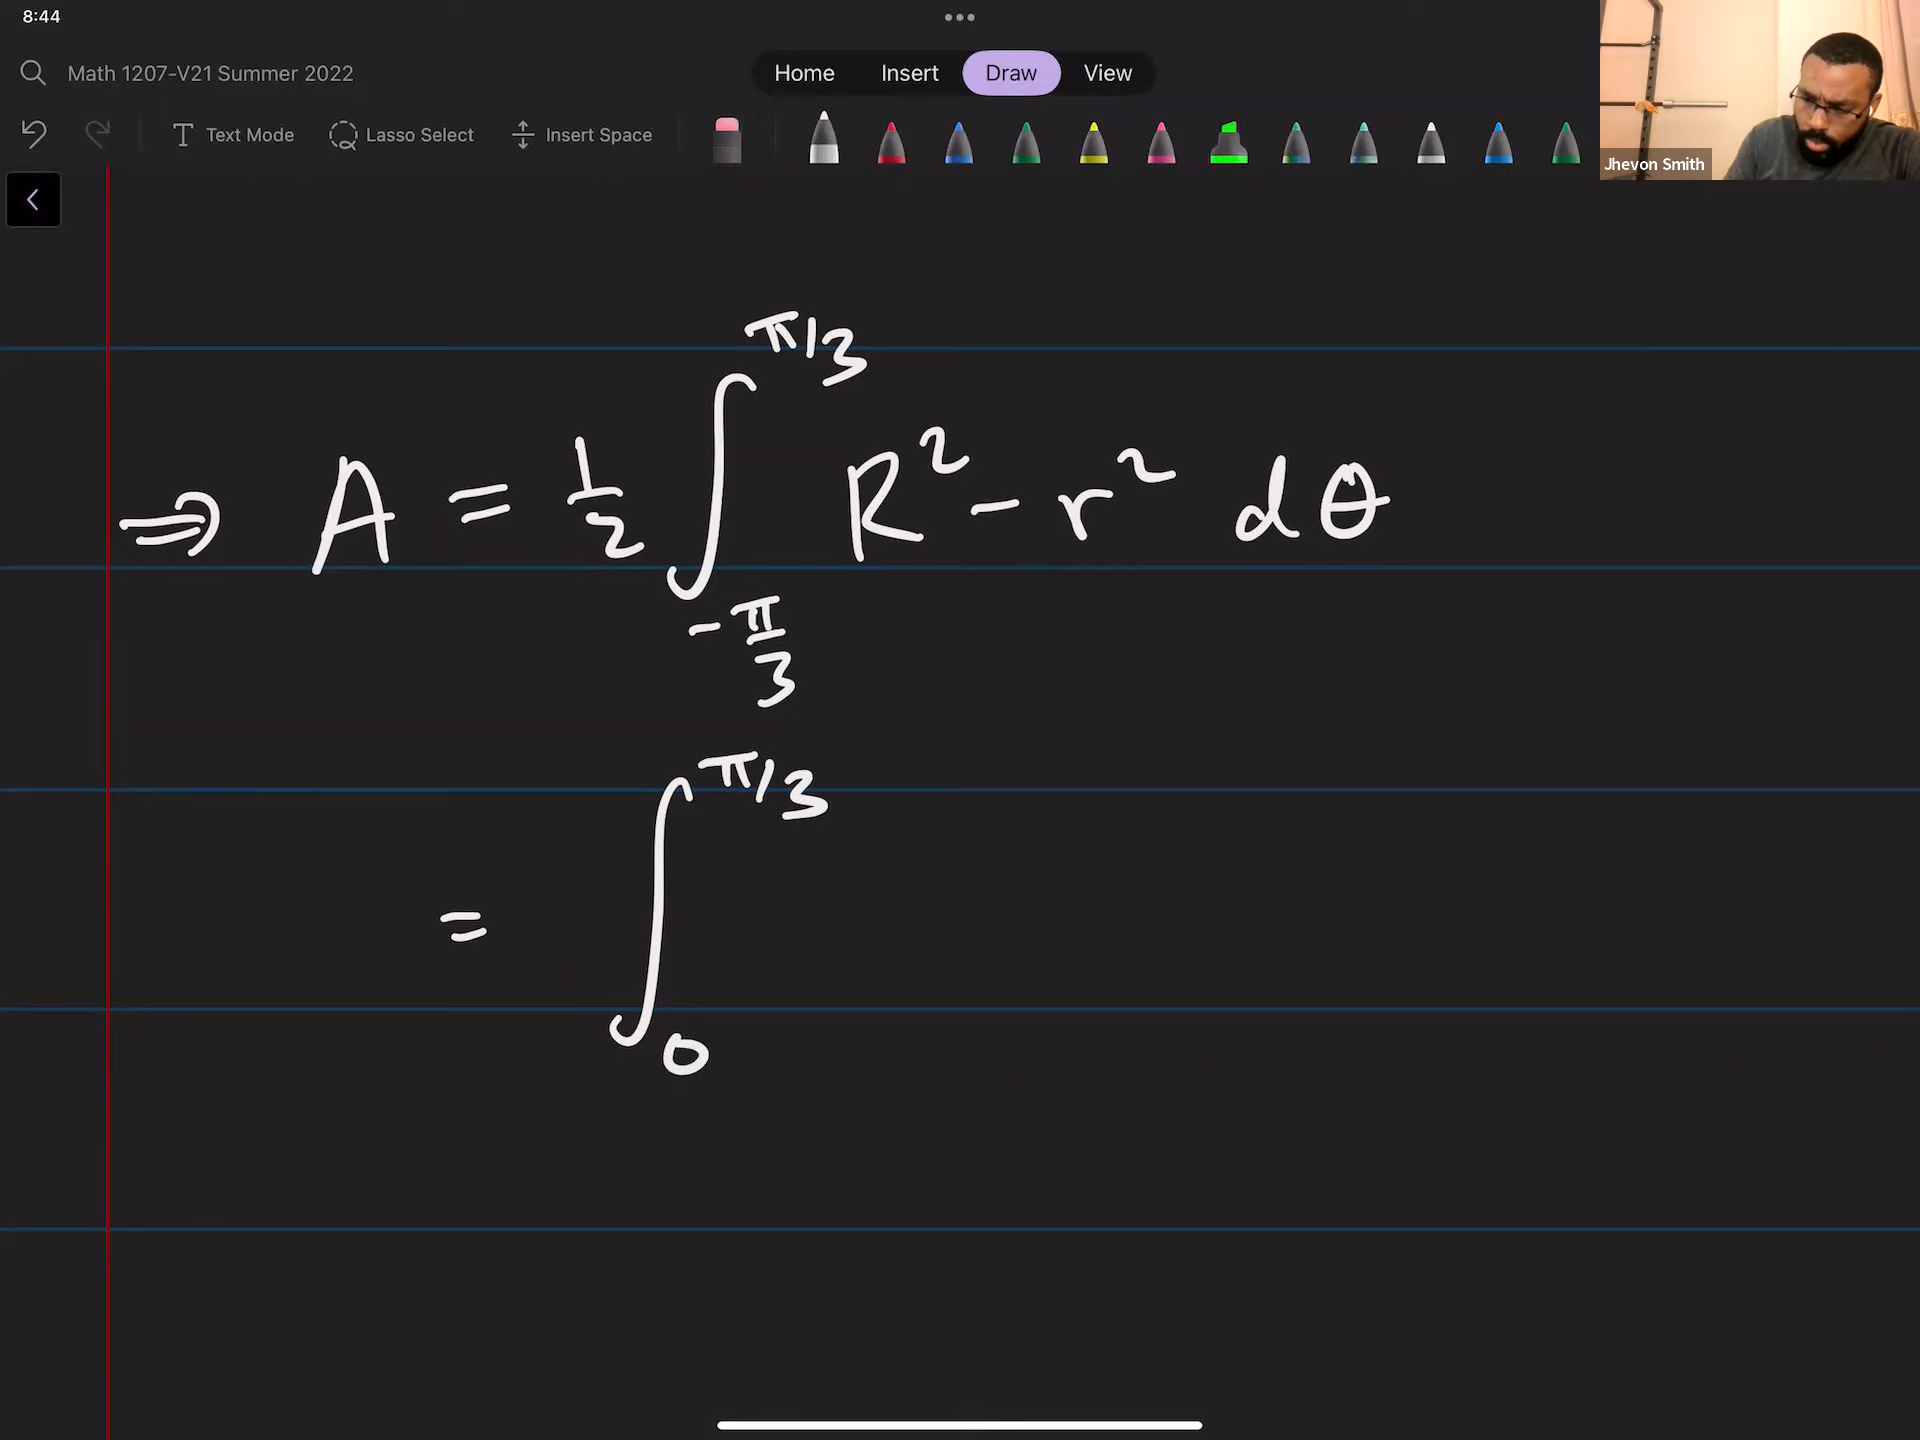 8:44
Math 1207-V21 Summer 2022
Home Insert Draw View
Text Mode Lasso Select Insert Space
Jhevon Smith
⇒ A = 1/2 ∫_{-π/3}^{π/3} R² - r² dθ
= ∫_0^{π/3}